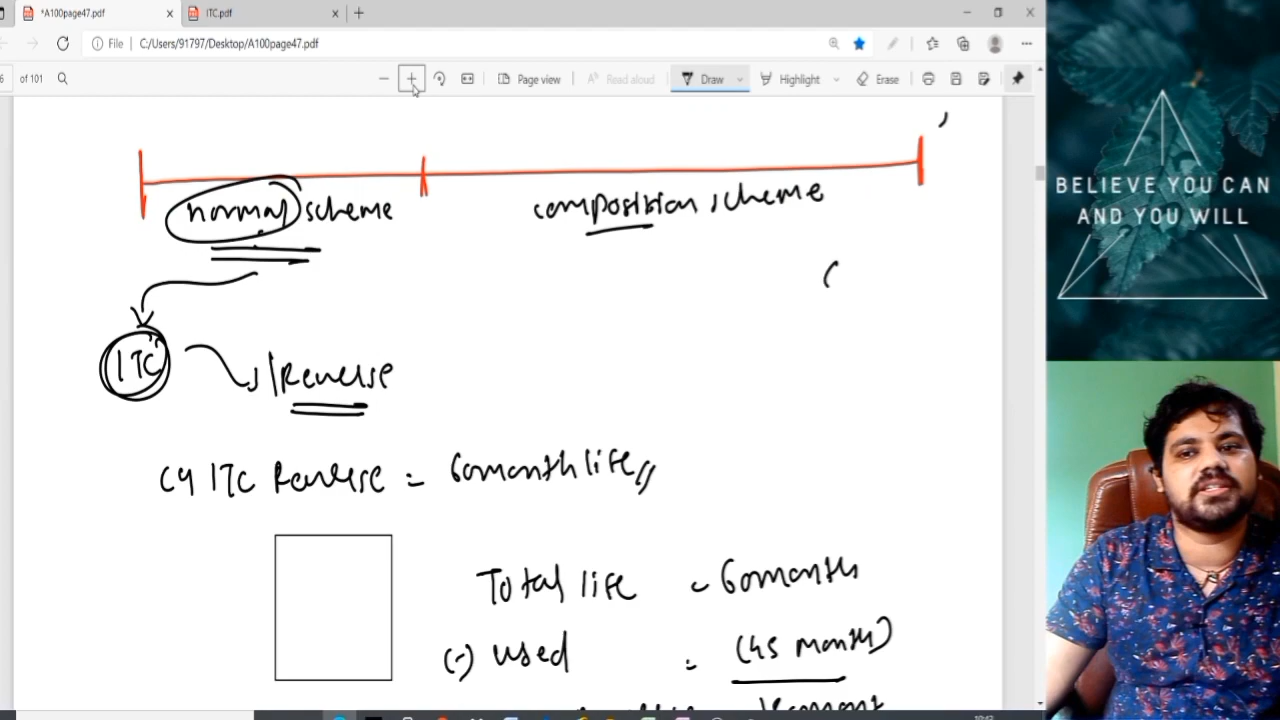 *A100page47.pdf
ITC.pdf
File
C:/Users/91797/Desktop/A100page47.pdf
of 101
Page view
Read aloud
Draw
Highlight
Erase
normal scheme
composition scheme
ITC
Reverse
CG ITC Reverse = 60 month life
Total life = 60 months
(-) used = (45 month)
BELIEVE YOU CAN
AND YOU WILL